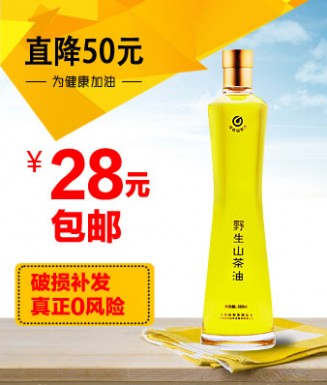 直降50元
为健康加油
¥28元
包邮
破损补发
真正0风险
野生山茶油